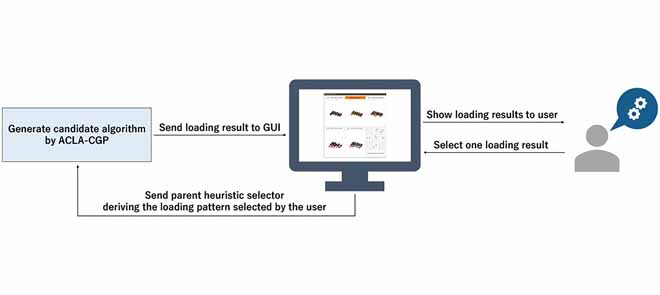 Generate candidate algorithm
by ACLA-CGP
Send loading result to GUI
Show loading results to user
Select one loading result
Send parent heuristic selector
deriving the loading pattern selected by the user